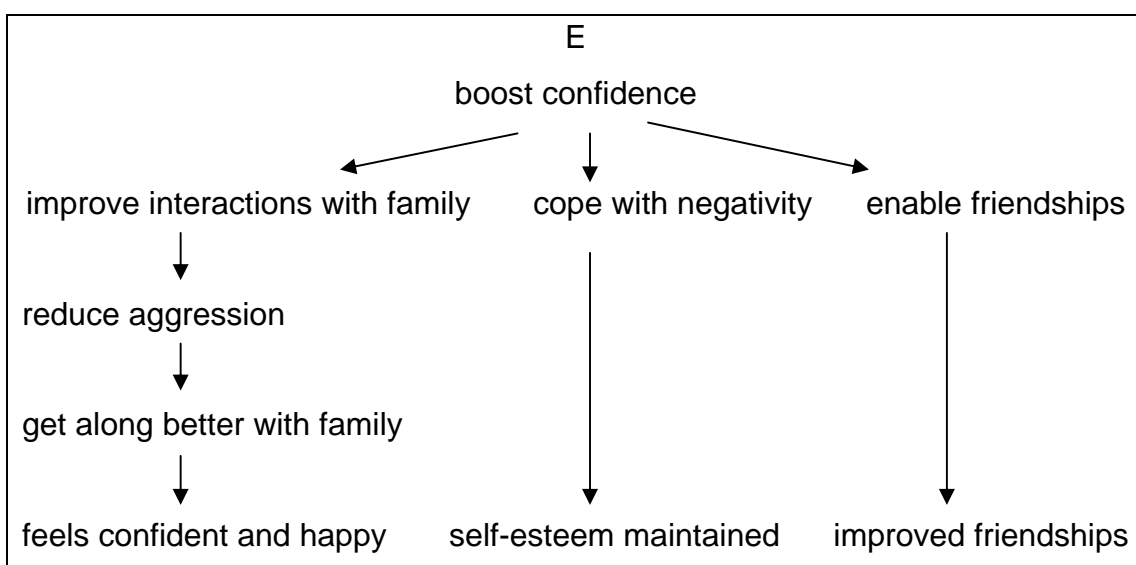 E
boost confidence
improve interactions with family cope with negativity enable friendships
reduce aggression
get along better with family
feels confident and happy self-esteem maintained improved friendships